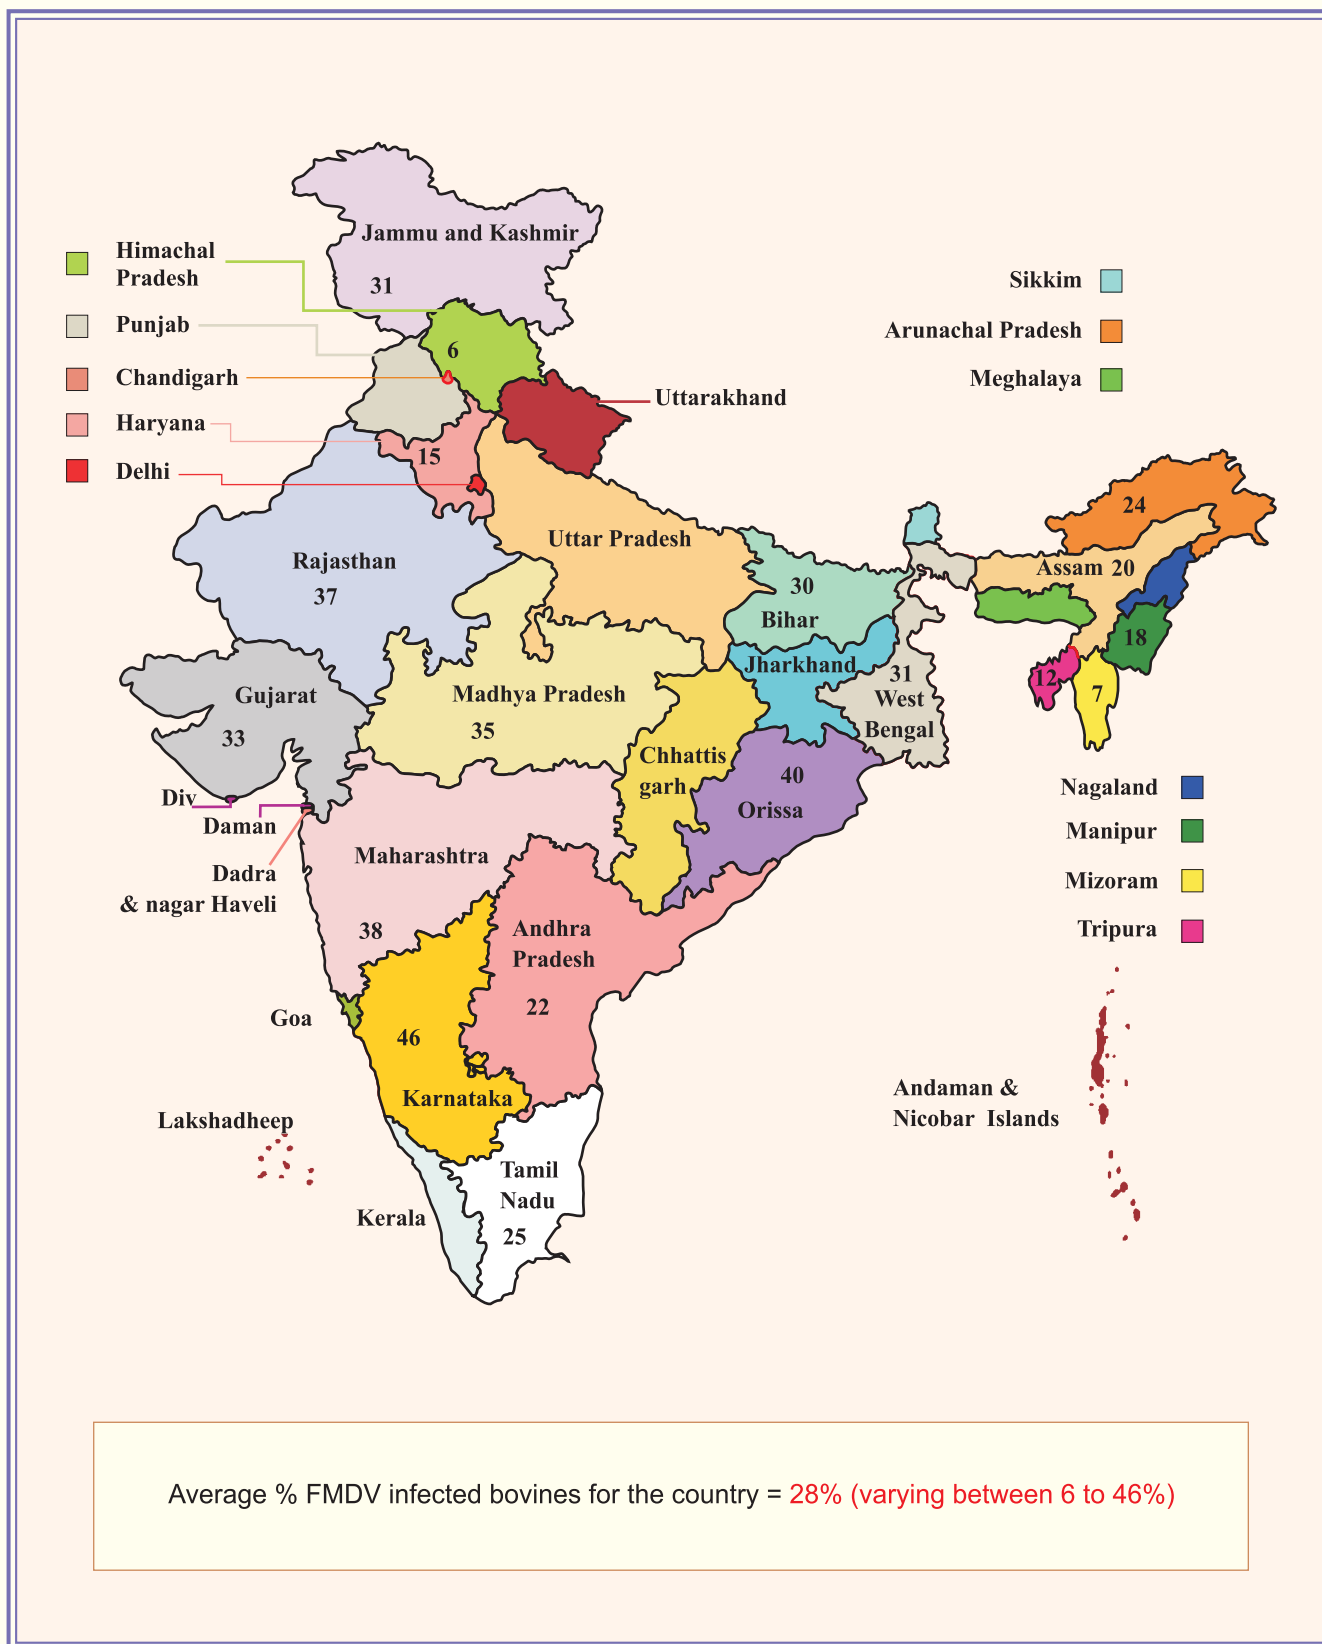 Jammu and Kashmir
31
Himachal
Pradesh
Punjab
Chandigarh
Haryana
Delhi
Sikkim
Arunachal Pradesh
Meghalaya
6
Uttarakhand
15
Rajasthan
37
Uttar Pradesh
30
Bihar
24
Assam 20
18
12
7
Jharkhand
31
West
Bengal
Gujarat
33
Madhya Pradesh
35
Chhattis
garh
40
Orissa
Div
Daman
Dadra
& nagar Haveli
Maharashtra
38
Nagaland
Manipur
Mizoram
Tripura
Andhra
Pradesh
22
Goa
46
Karnataka
Lakshadheep
Andaman &
Nicobar Islands
Tamil
Nadu
25
Kerala
Average % FMDV infected bovines for the country = 28% (varying between 6 to 46%)